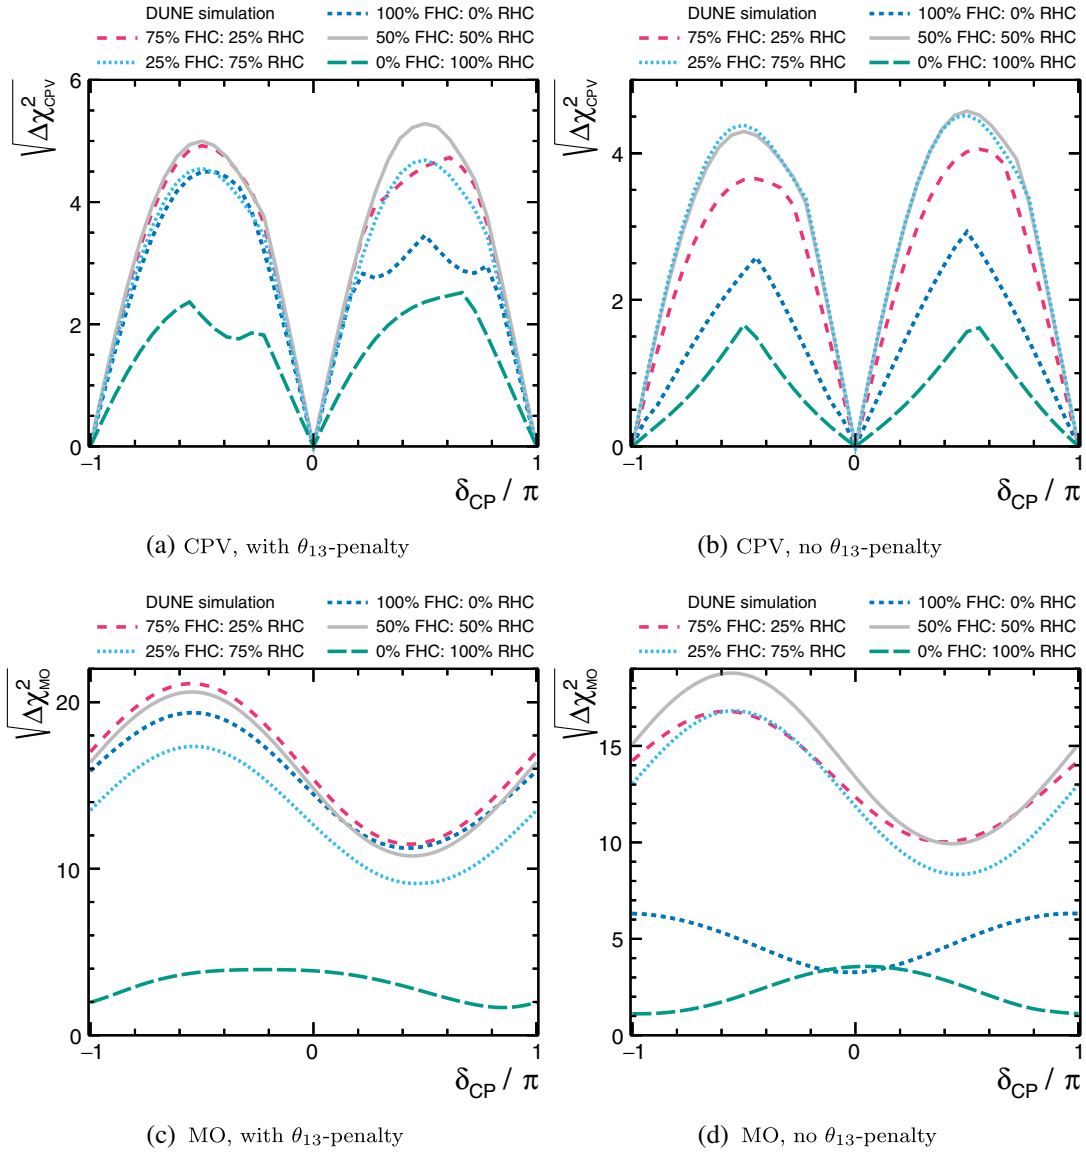 DUNE simulation
100% FHC: 0% RHC
75% FHC: 25% RHC
50% FHC: 50% RHC
25% FHC: 75% RHC
0% FHC: 100% RHC
√Δχ²CPV
6
4
2
0
−1
0
1
δCP / π
(a) CPV, with θ13-penalty
DUNE simulation
100% FHC: 0% RHC
75% FHC: 25% RHC
50% FHC: 50% RHC
25% FHC: 75% RHC
0% FHC: 100% RHC
√Δχ²CPV
4
2
0
−1
0
1
δCP / π
(b) CPV, no θ13-penalty
DUNE simulation
100% FHC: 0% RHC
75% FHC: 25% RHC
50% FHC: 50% RHC
25% FHC: 75% RHC
0% FHC: 100% RHC
√Δχ²MO
20
10
0
−1
0
1
δCP / π
(c) MO, with θ13-penalty
DUNE simulation
100% FHC: 0% RHC
75% FHC: 25% RHC
50% FHC: 50% RHC
25% FHC: 75% RHC
0% FHC: 100% RHC
√Δχ²MO
15
10
5
0
−1
0
1
δCP / π
(d) MO, no θ13-penalty